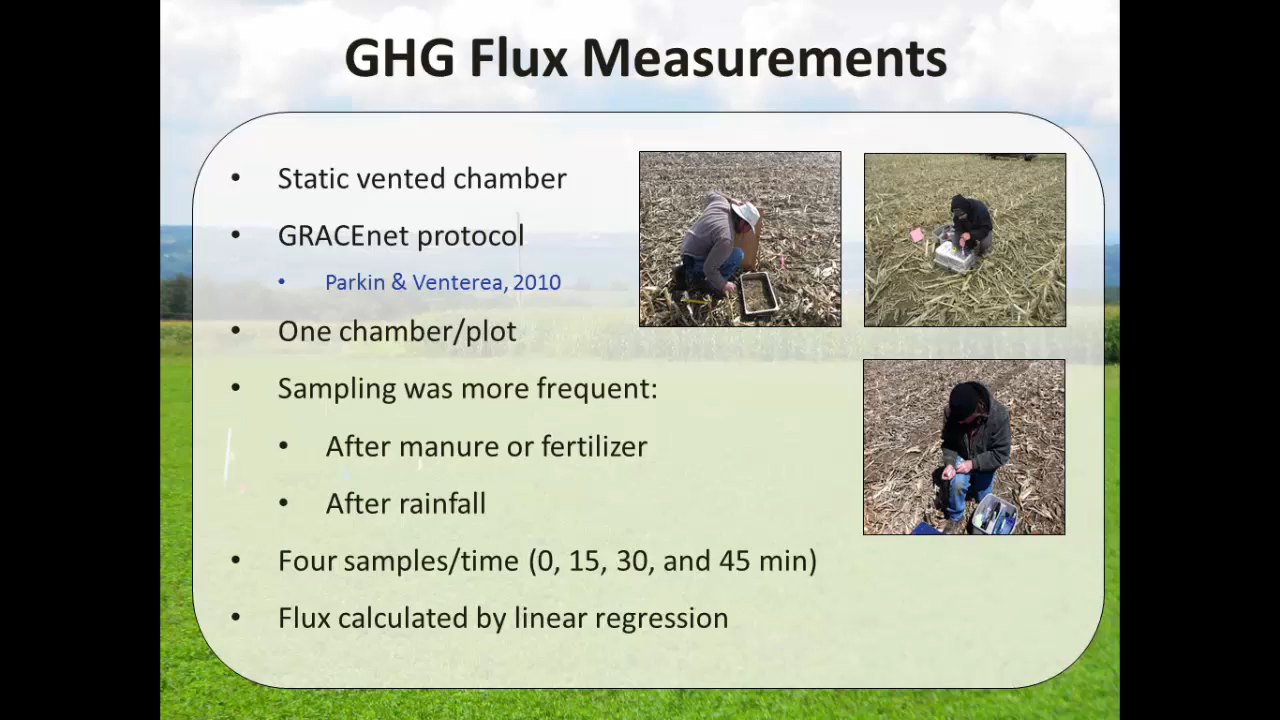 GHG Flux Measurements
• Static vented chamber
• GRACEnet protocol
• Parkin & Venterea, 2010
• One chamber/plot
• Sampling was more frequent:
• After manure or fertilizer
• After rainfall
• Four samples/time (0, 15, 30, and 45 min)
• Flux calculated by linear regression